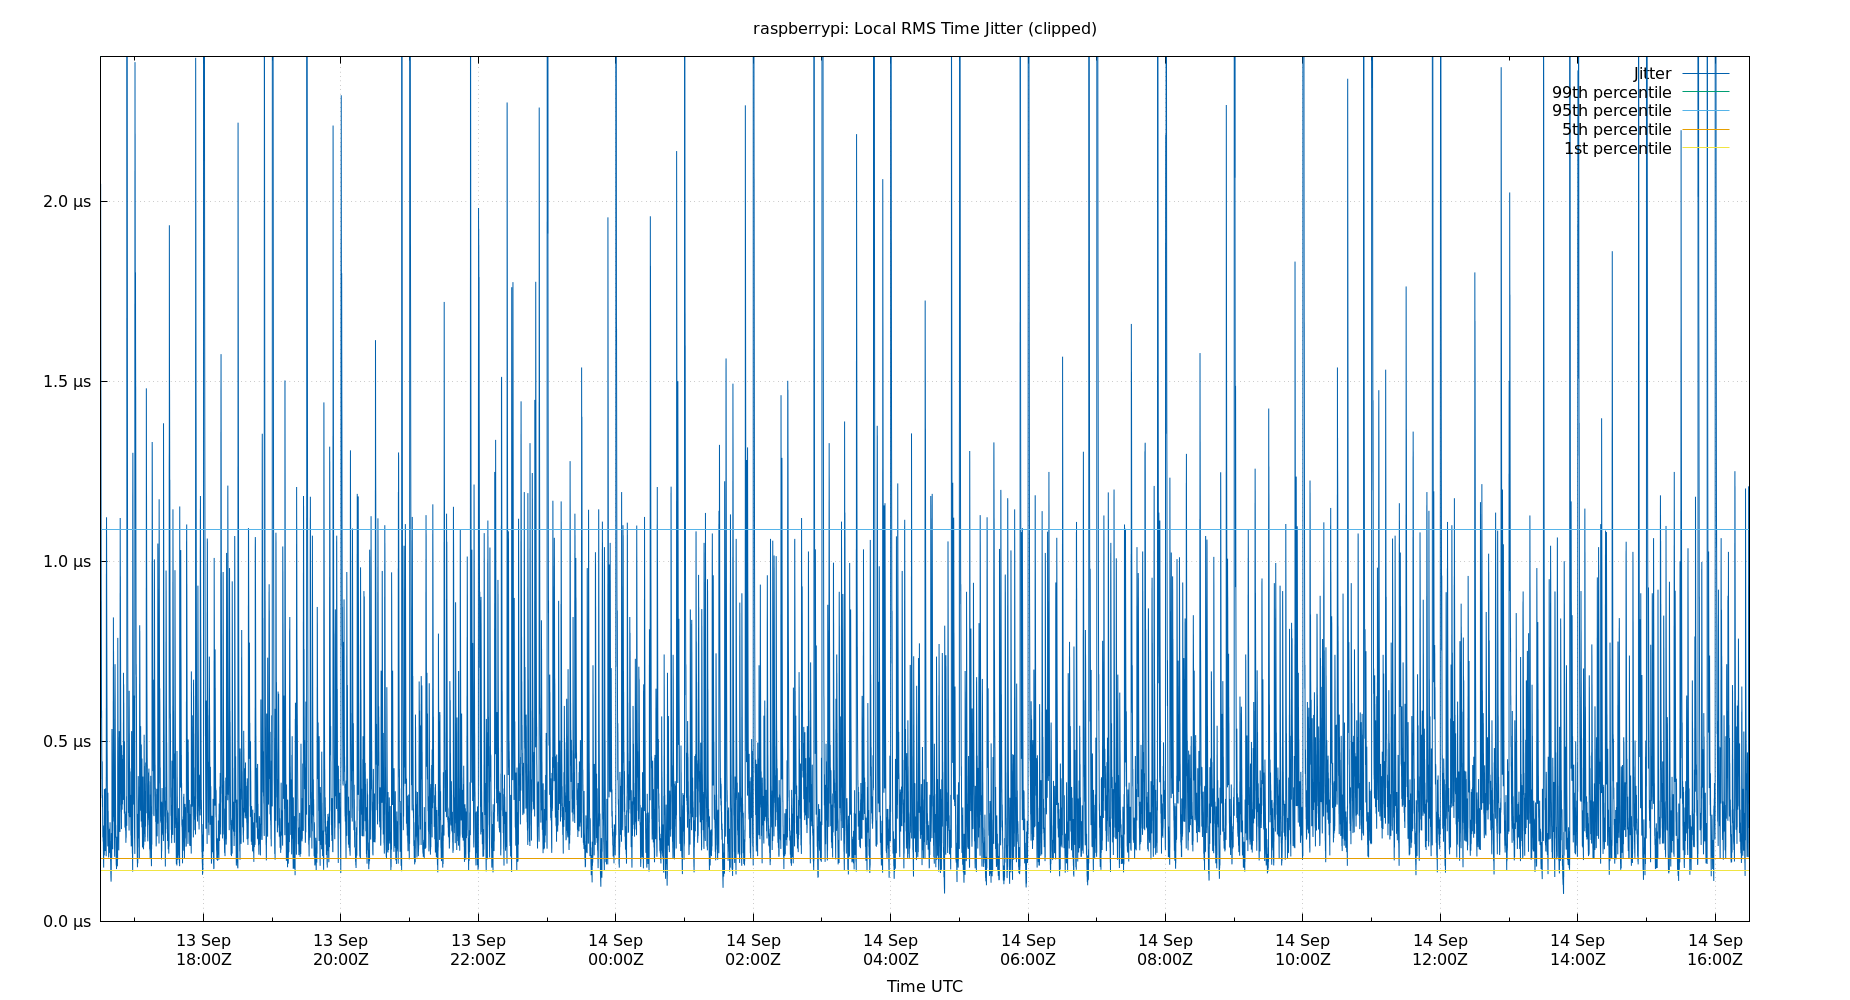 raspberrypi: Local RMS Time Jitter (clipped)
Jitter
99th percentile
95th percentile
5th percentile
1st percentile
2.0 µs
1.5 µs
1.0 µs
0.5 µs
0.0 µs
13 Sep 13 Sep 13 Sep 14 Sep 14 Sep 14 Sep 14 Sep 14 Sep 14 Sep 14 Sep 14 Sep 14 Sep
18:00Z 20:00Z 22:00Z 00:00Z 02:00Z 04:00Z 06:00Z 08:00Z 10:00Z 12:00Z 14:00Z 16:00Z
Time UTC